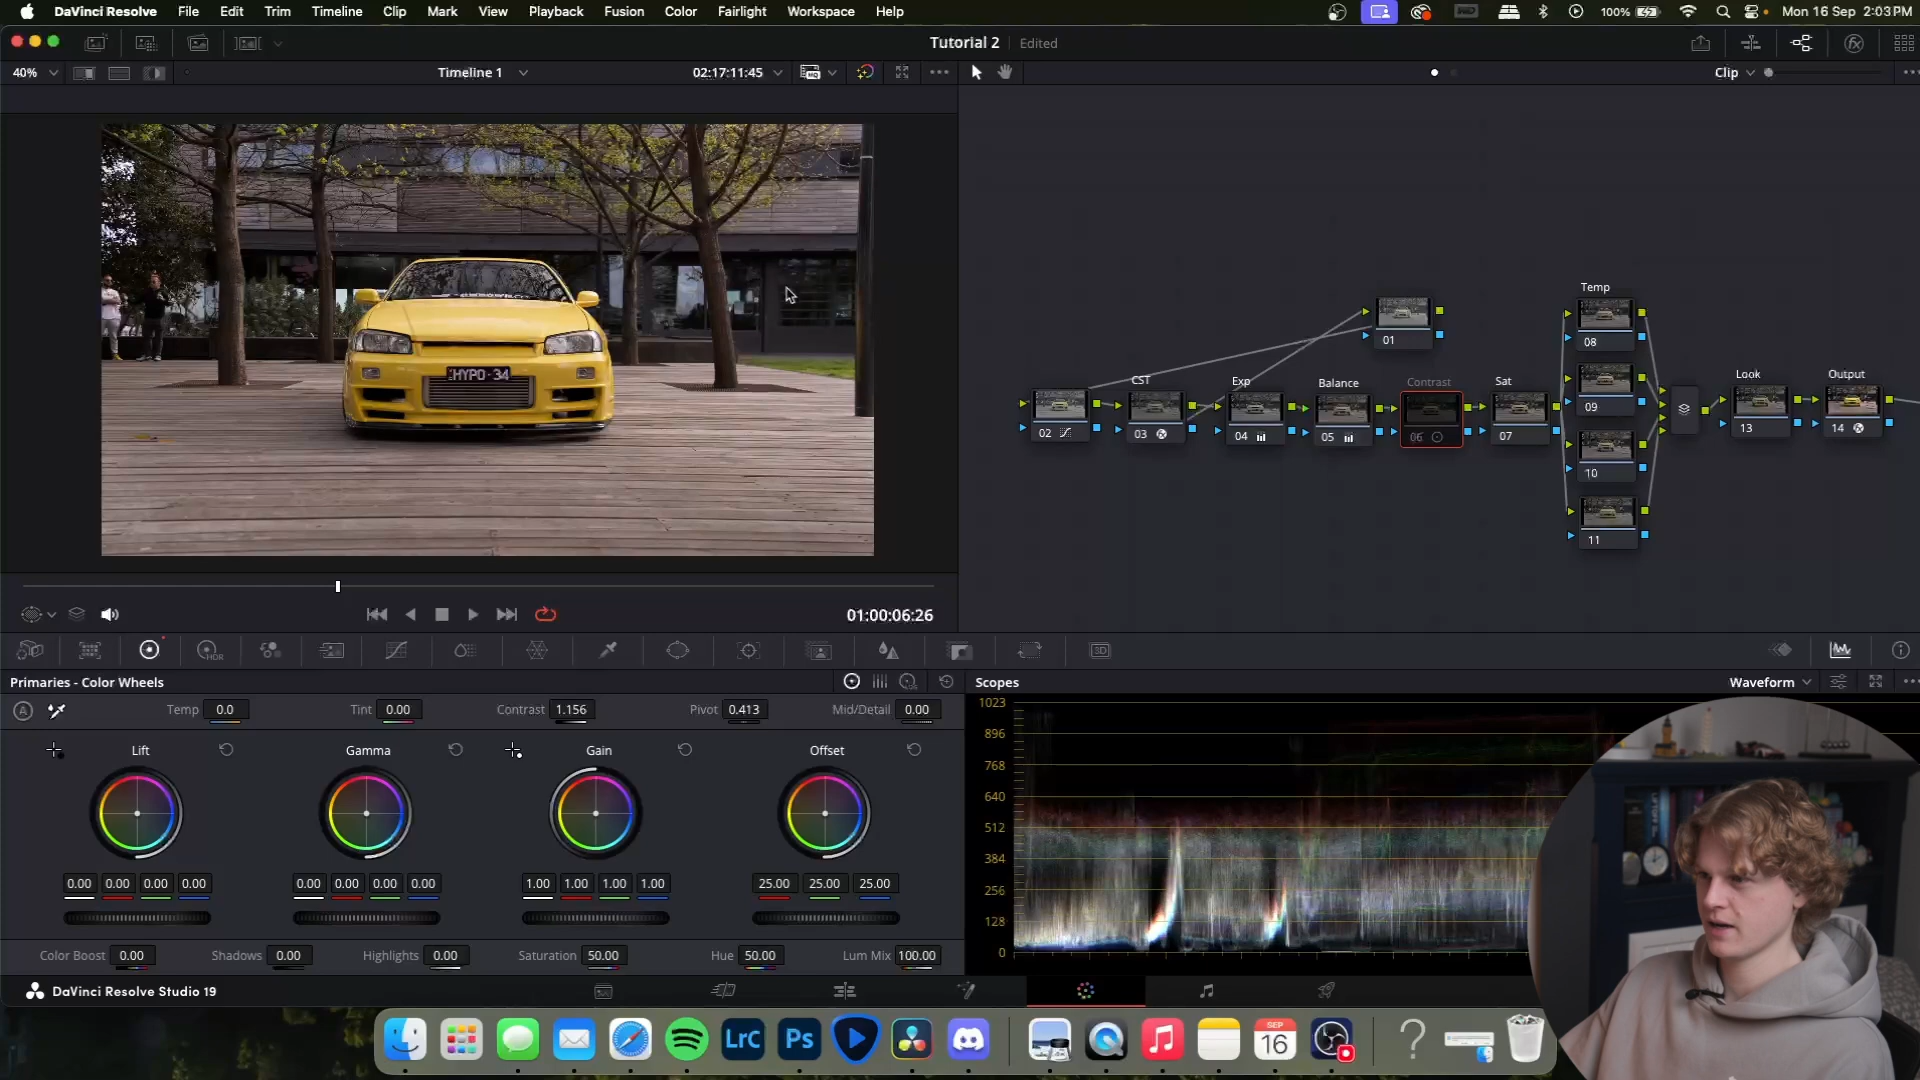 DaVinci Resolve File Edit Trim Timeline Clip Mark View Playback Fusion Color Fairlight Workspace Help 100% Mon 16 Sep 2:03 PM
Tutorial 2 Edited
40% Timeline 1 02:17:11:45 Clip
HYPO·34
Temp
08
01
Look
Output
CST
Exp
Balance
Contrast
Sat
09
02
03
04
05
06
07
13
14
10
11
01:00:06:26
HDR
3D
Primaries - Color Wheels
Scopes
Waveform
A Temp 0.0 Tint 0.00 Contrast 1.156 Pivot 0.413 Mid/Detail 0.00
Lift Gamma Gain Offset
0.00 0.00 0.00 0.00 0.00 0.00 0.00 0.00 1.00 1.00 1.00 1.00 25.00 25.00 25.00
Color Boost 0.00 Shadows 0.00 Highlights 0.00 Saturation 50.00 Hue 50.00 Lum Mix 100.00
1023
896
768
640
512
384
256
128
0
DaVinci Resolve Studio 19
LrC
Ps
SEP
16
?